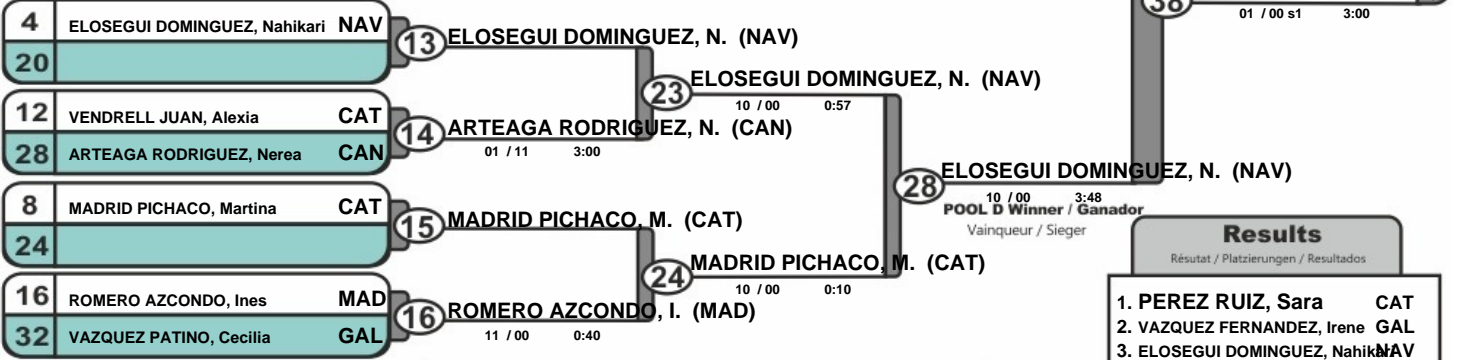 38
01 / 00 s1 3:00
4 ELOSEGUI DOMINGUEZ, Nahikari NAV
20
13 ELOSEGUI DOMINGUEZ, N. (NAV)
23 ELOSEGUI DOMINGUEZ, N. (NAV)
10 / 00 0:57
12 VENDRELL JUAN, Alexia CAT
28 ARTEAGA RODRIGUEZ, Nerea CAN
14 ARTEAGA RODRIGUEZ, N. (CAN)
01 / 11 3:00
28 ELOSEGUI DOMINGUEZ, N. (NAV)
10 / 00 3:48
POOL D Winner / Ganador
Vainqueur / Sieger
8 MADRID PICHACO, Martina CAT
24
15 MADRID PICHACO, M. (CAT)
24 MADRID PICHACO, M. (CAT)
10 / 00 0:10
16 ROMERO AZCONDO, Ines MAD
32 VAZQUEZ PATINO, Cecilia GAL
16 ROMERO AZCONDO, I. (MAD)
11 / 00 0:40
Results
Résutat / Platzierungen / Resultados
1. PEREZ RUIZ, Sara CAT
2. VAZQUEZ FERNANDEZ, Irene GAL
3. ELOSEGUI DOMINGUEZ, Nahikari NAV